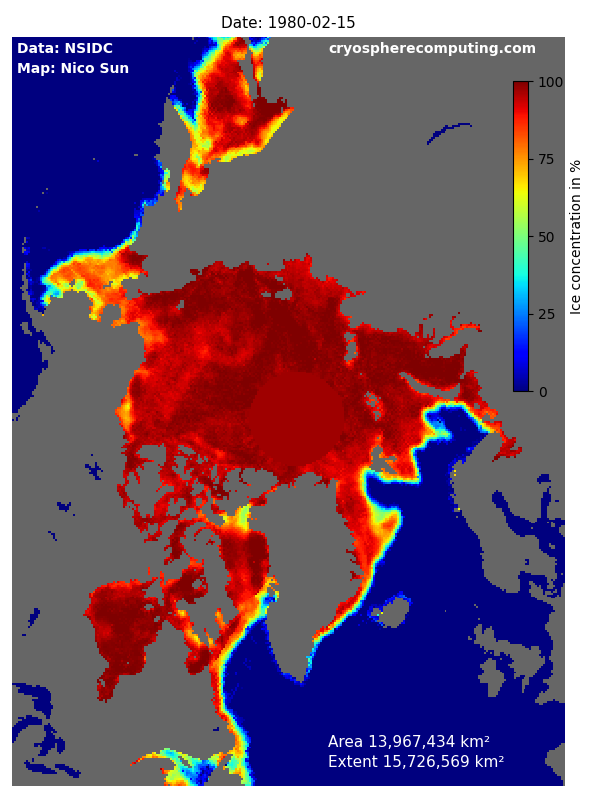 Date: 1980-02-15
Data: NSIDC
Map: Nico Sun
cryospherecomputing.com
100
75
50
25
0
Ice concentration in %
Area 13,967,434 km²
Extent 15,726,569 km²